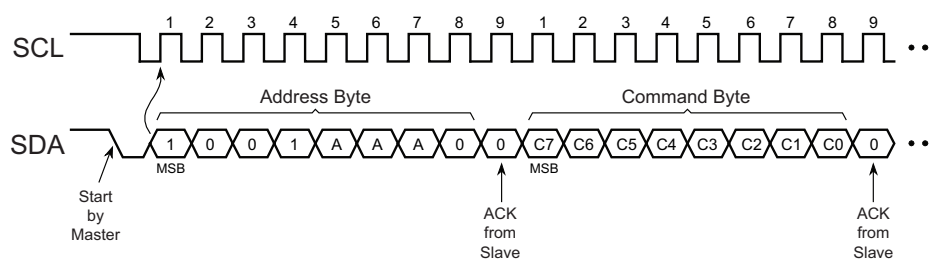 1 2 3 4 5 6 7 8 9 1 2 3 4 5 6 7 8 9
SCL
Address Byte Command Byte
SDA 1 0 0 1 A A A 0 0 C7 C6 C5 C4 C3 C2 C1 C0 0
MSB MSB
Start
by
Master
ACK
from
Slave
ACK
from
Slave